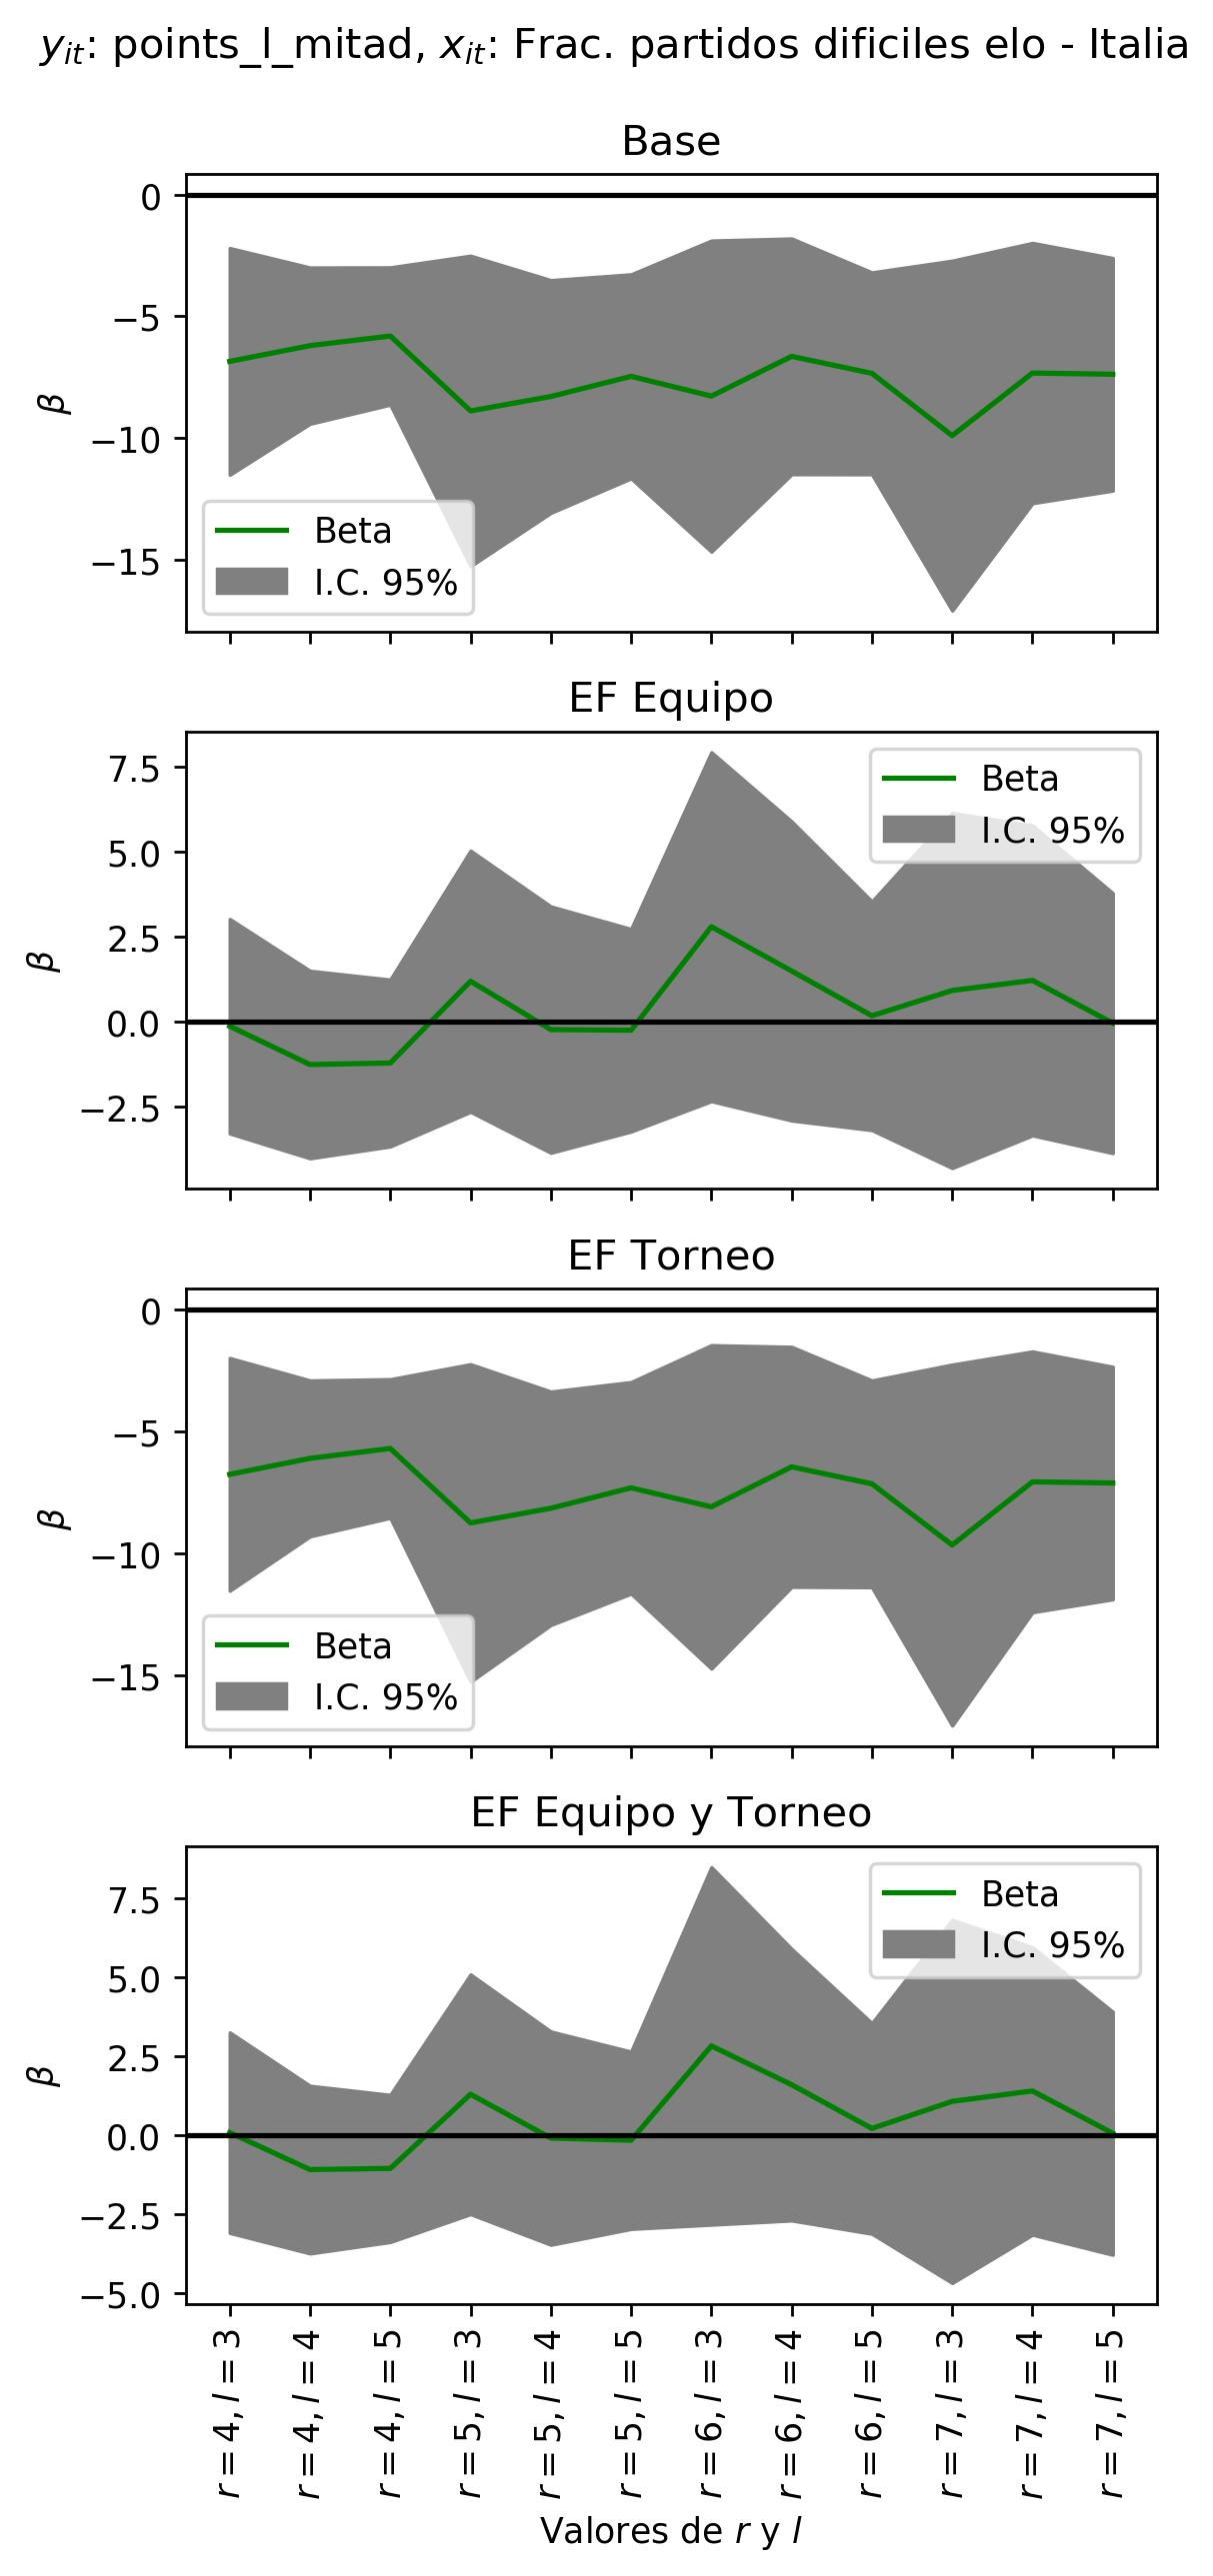 y_it: points_l_mitad, x_it: Frac. partidos dificiles elo - Italia
Base
0
−5
−10
−15
β
Beta
I.C. 95%
EF Equipo
7.5
5.0
2.5
0.0
−2.5
β
Beta
I.C. 95%
EF Torneo
0
−5
−10
−15
β
Beta
I.C. 95%
EF Equipo y Torneo
7.5
5.0
2.5
0.0
−2.5
−5.0
β
Beta
I.C. 95%
r = 4, l = 3
r = 4, l = 4
r = 4, l = 5
r = 5, l = 3
r = 5, l = 4
r = 5, l = 5
r = 6, l = 3
r = 6, l = 4
r = 6, l = 5
r = 7, l = 3
r = 7, l = 4
r = 7, l = 5
Valores de r y l